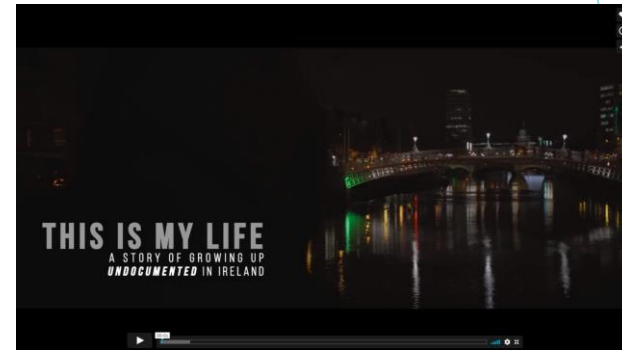 THIS IS MY LIFE
A STORY OF GROWING UP
UNDOCUMENTED IN IRELAND